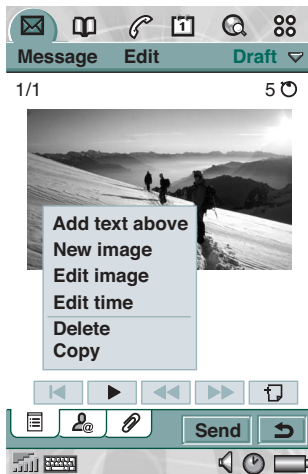 Message Edit Draft
1/1 5
Add text above
New image
Edit image
Edit time
Delete
Copy
Send